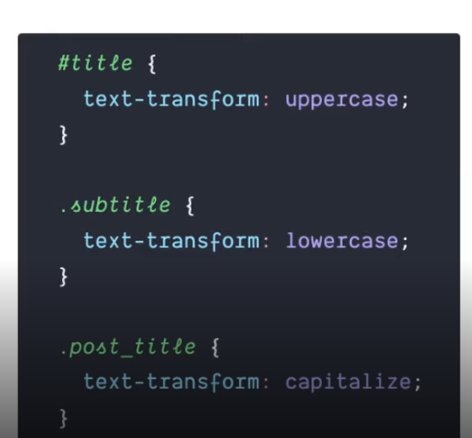 #title {
  text-transform: uppercase;
}

.subtitle {
  text-transform: lowercase;
}

.post_title {
  text-transform: capitalize;
}